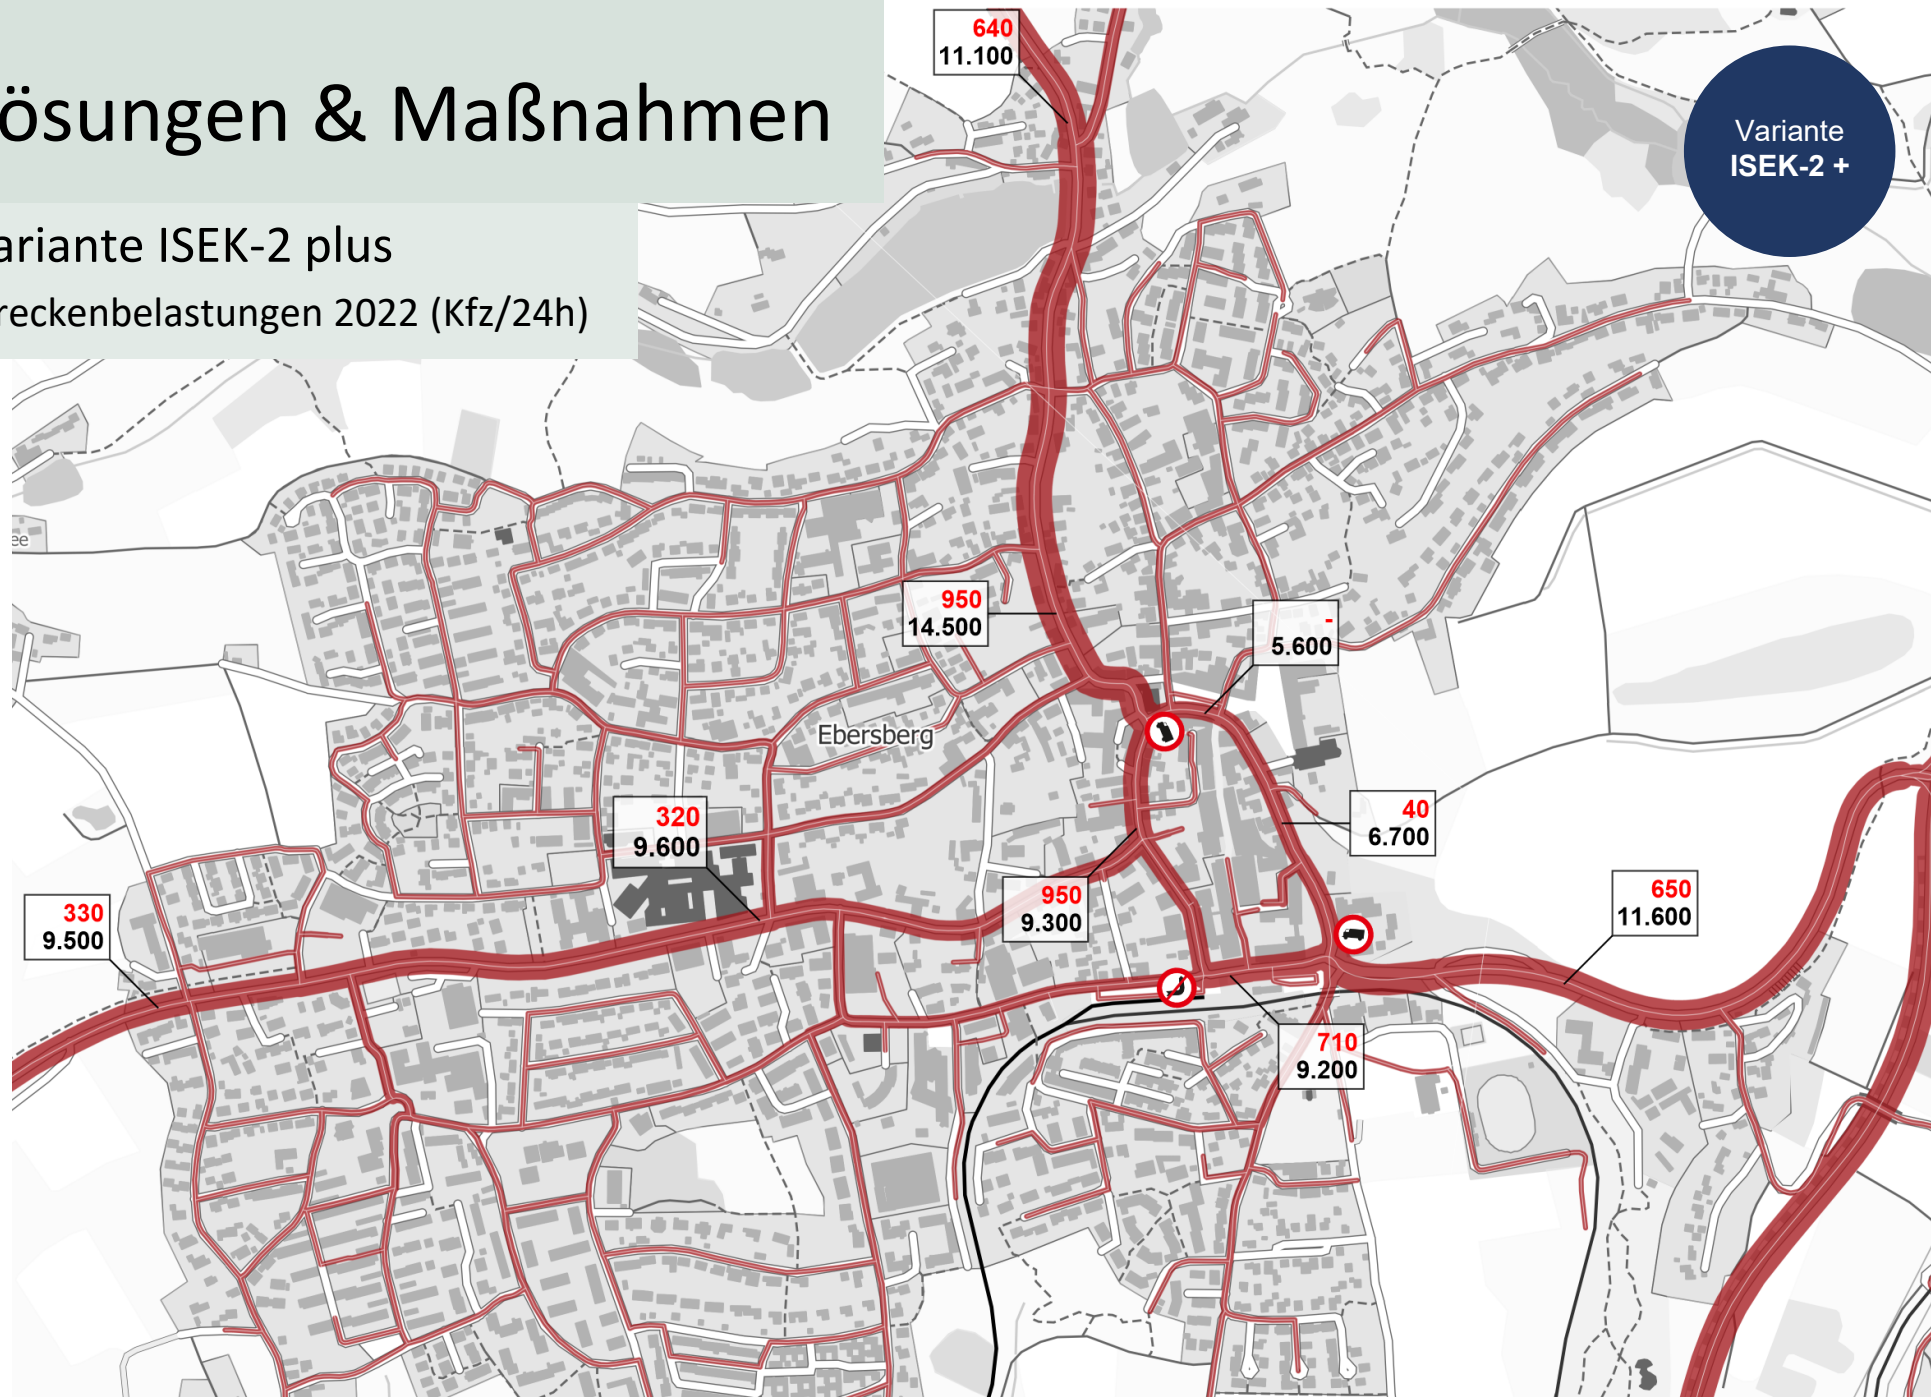 ösungen & Maßnahmen
ariante ISEK-2 plus
reckenbelastungen 2022 (Kfz/24h)
Variante
ISEK-2 +
640
11.100
ee
950
14.500
-
5.600
Ebersberg
320
9.600
40
6.700
330
9.500
950
9.300
650
11.600
710
9.200